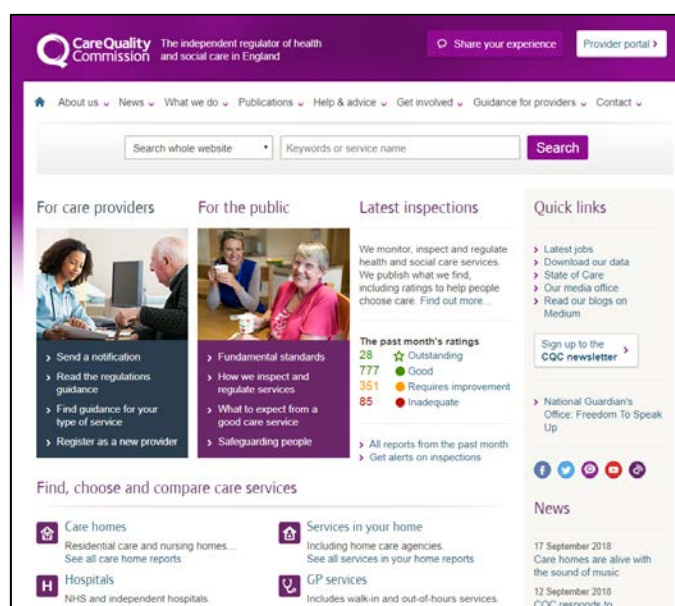 CareQuality
Commission
The independent regulator of health
and social care in England
Share your experience
Provider portal
About us
News
What we do
Publications
Help & advice
Get involved
Guidance for providers
Contact
Search whole website
Keywords or service name
Search
For care providers
Send a notification
Read the regulations
guidance
Find guidance for your
type of service
Register as a new provider
For the public
Fundamental standards
How we inspect and
regulate services
What to expect from a
good care service
Safeguarding people
Latest inspections
We monitor, inspect and regulate
health and social care services.
We publish what we find,
including ratings to help people
choose care. Find out more...
The past month's ratings
28 Outstanding
777 Good
351 Requires improvement
85 Inadequate
All reports from the past month
Get alerts on inspections
Quick links
Latest jobs
Download our data
State of Care
Our media office
Read our blogs on
Medium
Sign up to the
CQC newsletter
National Guardian's
Office: Freedom To Speak
Up
News
17 September 2018
Care homes are alive with
the sound of music
12 September 2018
CQC responds to
Find, choose and compare care services
Care homes
Residential care and nursing homes...
See all care home reports
Services in your home
Including home care agencies.
See all services in your home reports
H
Hospitals
NHS and independent hospitals.
GP services
Includes walk-in and out-of-hours services.